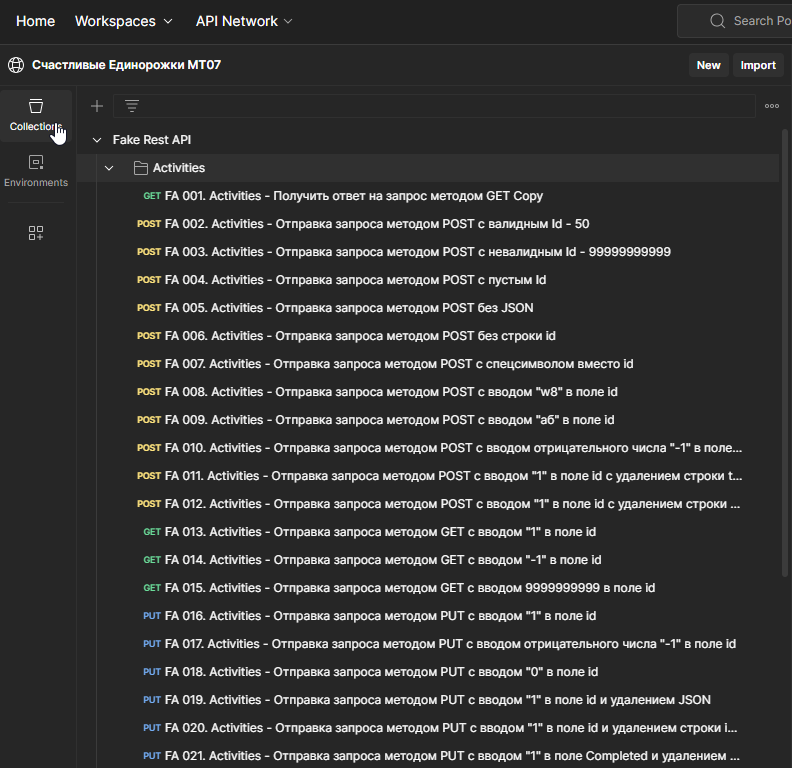 Home Workspaces API Network Search Po
Счастливые Единорожки МТ07 New Import
Collections
Environments
Fake Rest API
Activities
GET FA 001. Activities - Получить ответ на запрос методом GET Copy
POST FA 002. Activities - Отправка запроса методом POST с валидным Id - 50
POST FA 003. Activities - Отправка запроса методом POST с невалидным Id - 99999999999
POST FA 004. Activities - Отправка запроса методом POST с пустым Id
POST FA 005. Activities - Отправка запроса методом POST без JSON
POST FA 006. Activities - Отправка запроса методом POST без строки id
POST FA 007. Activities - Отправка запроса методом POST с спецсимволом вместо id
POST FA 008. Activities - Отправка запроса методом POST с вводом "w8" в поле id
POST FA 009. Activities - Отправка запроса методом POST с вводом "аб" в поле id
POST FA 010. Activities - Отправка запроса методом POST с вводом отрицательного числа "-1" в поле...
POST FA 011. Activities - Отправка запроса методом POST с вводом "1" в поле id с удалением строки t...
POST FA 012. Activities - Отправка запроса методом POST с вводом "1" в поле id с удалением строки ...
GET FA 013. Activities - Отправка запроса методом GET с вводом "1" в поле id
GET FA 014. Activities - Отправка запроса методом GET с вводом "-1" в поле id
GET FA 015. Activities - Отправка запроса методом GET с вводом 9999999999 в поле id
PUT FA 016. Activities - Отправка запроса методом PUT с вводом "1" в поле id
PUT FA 017. Activities - Отправка запроса методом PUT с вводом отрицательного числа "-1" в поле id
PUT FA 018. Activities - Отправка запроса методом PUT с вводом "0" в поле id
PUT FA 019. Activities - Отправка запроса методом PUT с вводом "1" в поле id и удалением JSON
PUT FA 020. Activities - Отправка запроса методом PUT с вводом "1" в поле id и удалением строки i...
PUT FA 021. Activities - Отправка запроса методом PUT с вводом "1" в поле Completed и удалением ...